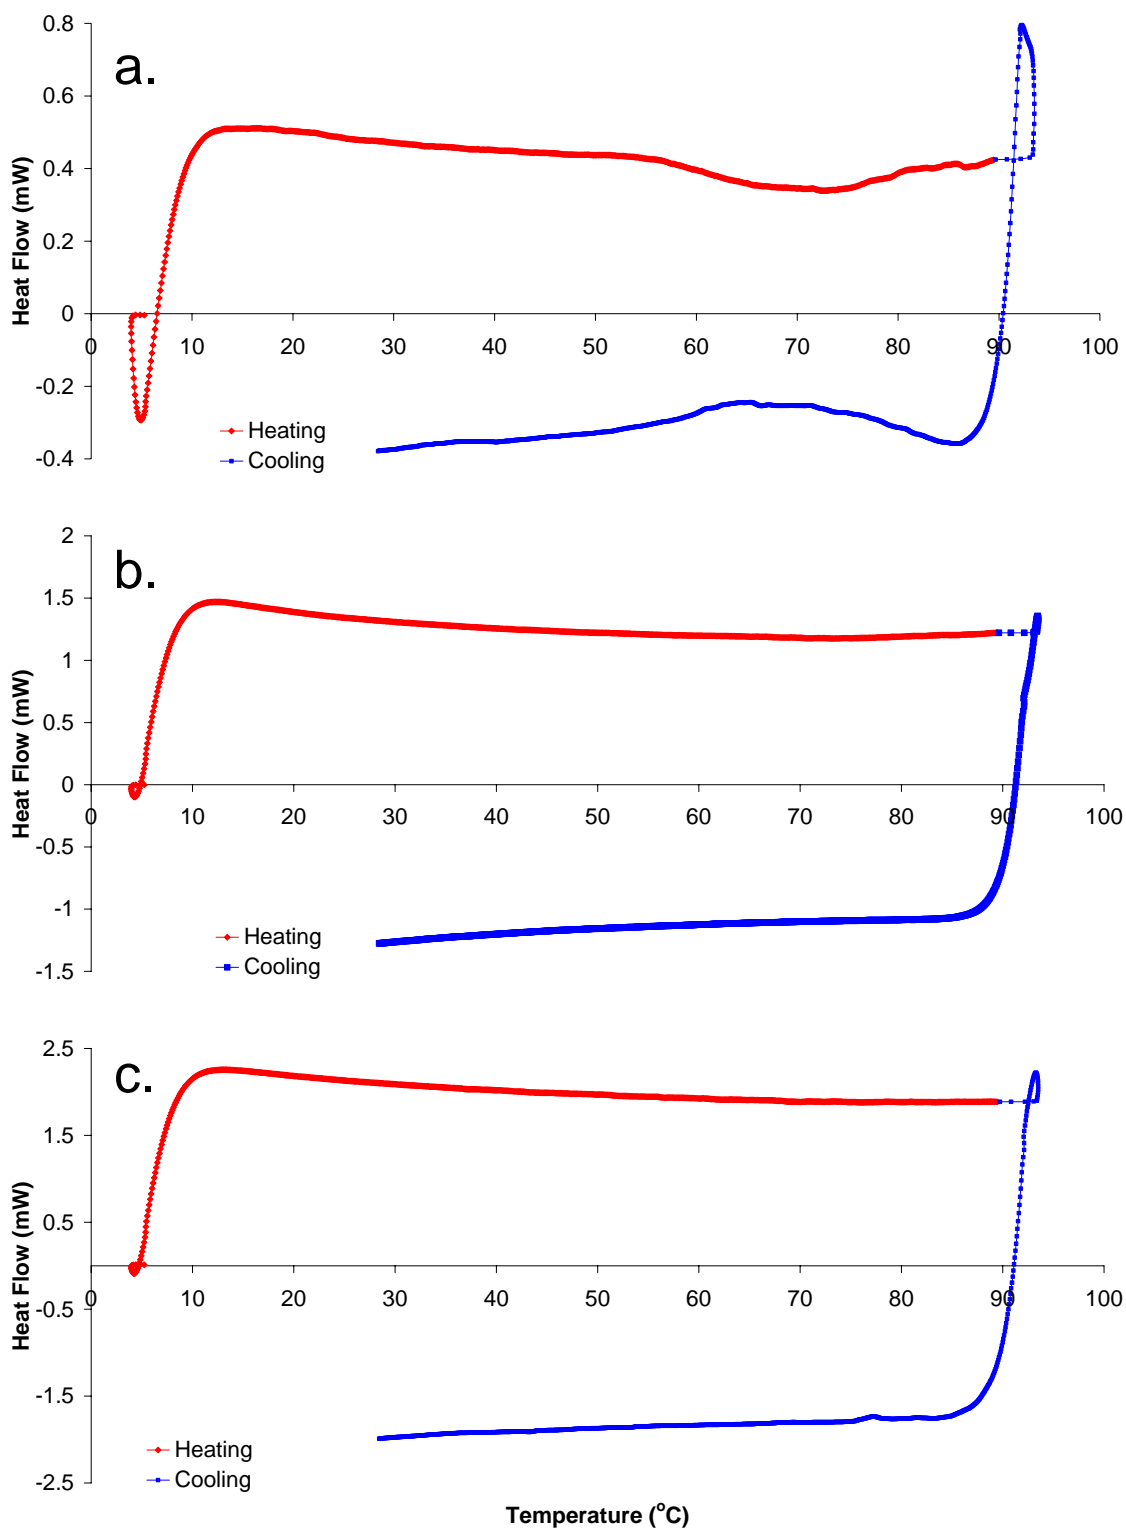 a.
0.8
0.6
0.4
0.2
0
-0.2
-0.4
Heat Flow (mW)
0 10 20 30 40 50 60 70 80 90 100
Heating
Cooling
b.
2
1.5
1
0.5
0
-0.5
-1
-1.5
Heat Flow (mW)
0 10 20 30 40 50 60 70 80 90 100
Heating
Cooling
c.
2.5
1.5
0.5
-0.5
-1.5
-2.5
Heat Flow (mW)
0 10 20 30 40 50 60 70 80 90 100
Heating
Cooling
Temperature (°C)